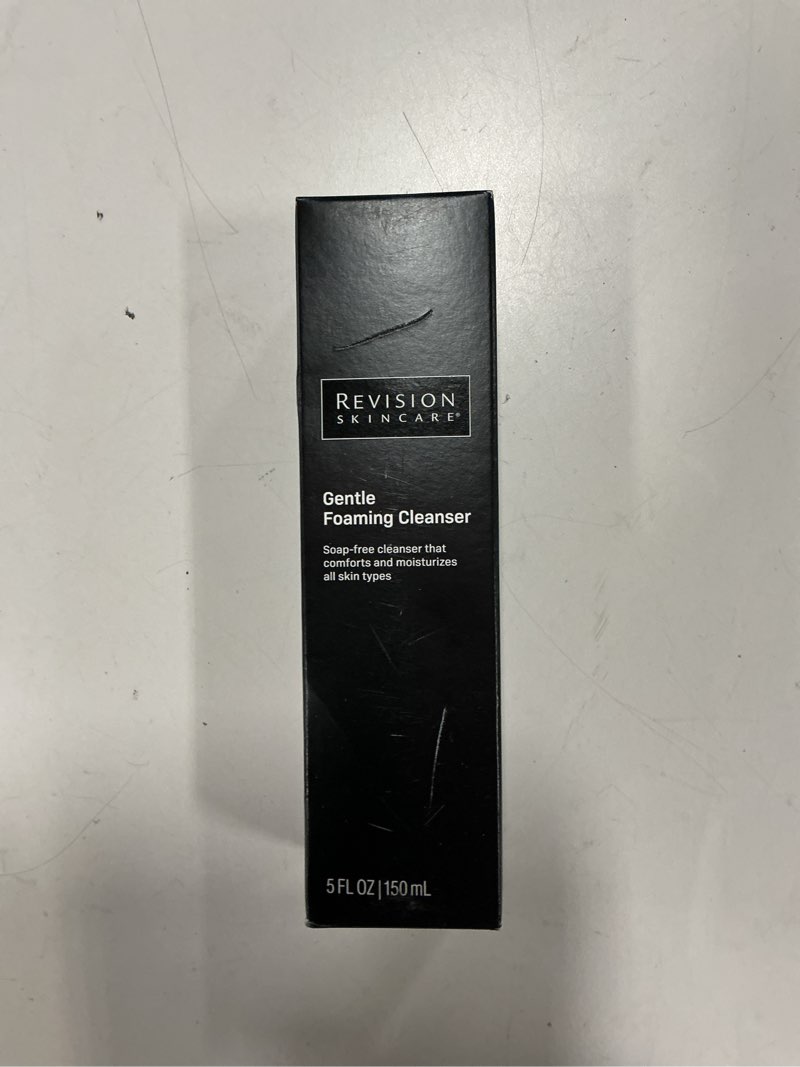 REVISION
SKINCARE®
Gentle
Foaming Cleanser
Soap-free cleanser that
comforts and moisturizes
all skin types
5 FL OZ | 150 mL